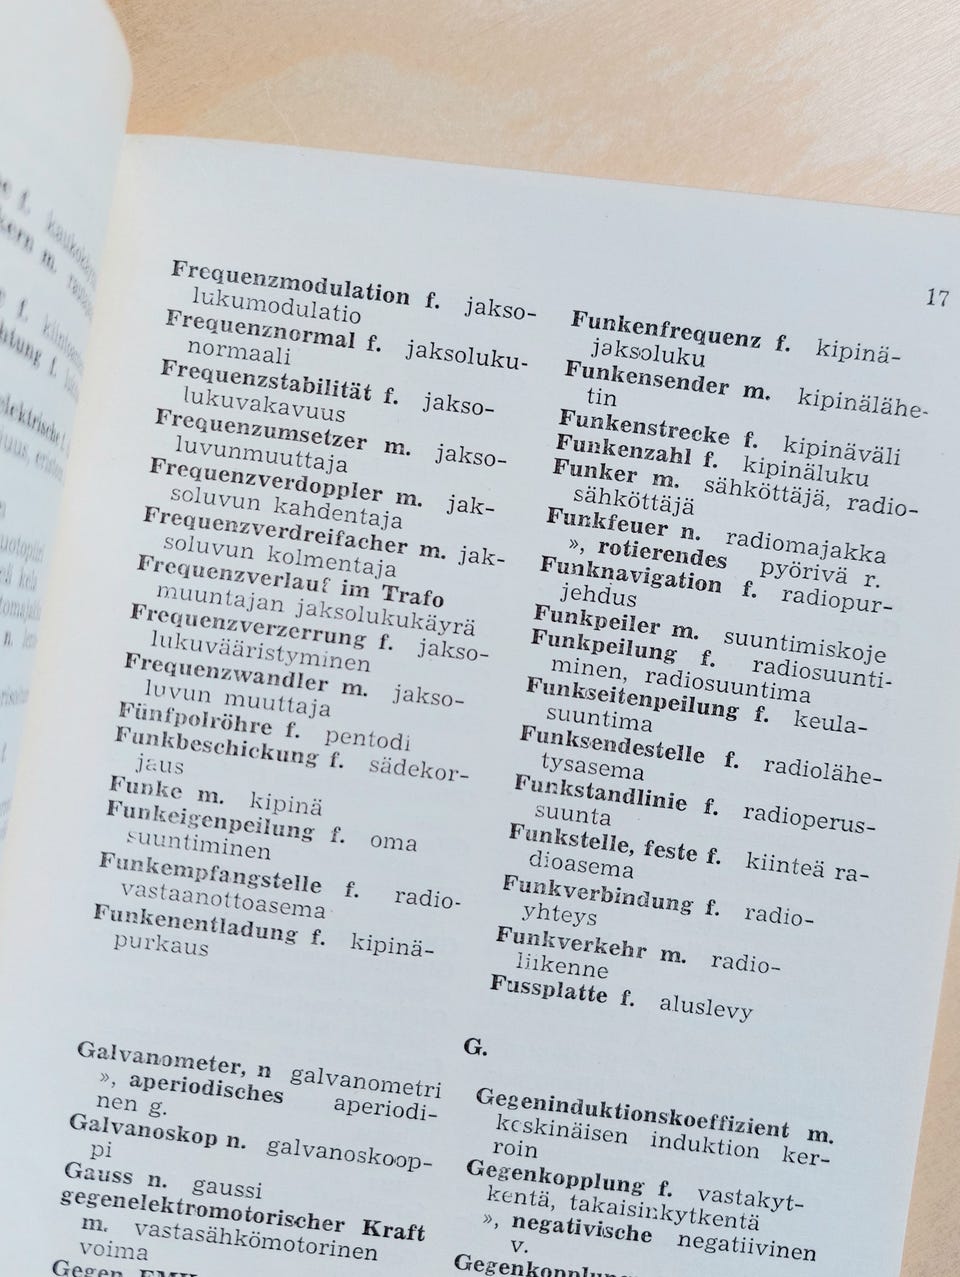 17
Frequenzmodulation f. jakso-
lukumodulatio
Frequenznormal f. jaksoluku-
normaali
Frequenzstabilität f. jakso-
lukuvakavuus
Frequenzumsetzer m. jakso-
luvunmuuttaja
Frequenzverdoppler m. jak-
soluvun kahdentaja
Frequenzverdreifacher m. jak-
soluvun kolmentaja
Frequenzverlauf im Trafo
muuntajan jaksolukukäyrä
Frequenzverzerrung f. jakso-
lukuvääristyminen
Frequenzwandler m. jakso-
luvun muuttaja
Fünfpolröhre f. pentodi
Funkbeschickung f. sädekor-
jaus
Funke m. kipinä
Funkeigenpeilung f. oma
suuntiminen
Funkempfangstelle f. radio-
vastaanottoasema
Funkenentladung f. kipinä-
purkaus
Funkenfrequenz f. kipinä-
jaksoluku
Funkensender m. kipinälähe-
tin
Funkenstrecke f. kipinäväli
Funkenzahl f. kipinäluku
Funker m. sähköttäjä, radio-
sähköttäjä
Funkfeuer n. radiomajakka
», rotierendes pyörivä r.
Funknavigation f. radiopur-
jehdus
Funkpeiler m. suuntimiskoje
Funkpeilung f. radiosuunti-
minen, radiosuuntima
Funkseitenpeilung f. keula-
suuntima
Funksendestelle f. radiolähe-
tysasema
Funkstandlinie f. radioperus-
suunta
Funkstelle, feste f. kiinteä ra-
dioasema
Funkverbindung f. radio-
yhteys
Funkverkehr m. radio-
liikenne
Fussplatte f. aluslevy
G.
Galvanometer, n galvanometri
», aperiodisches aperiodi-
nen g.
Galvanoskop n. galvanoskoop-
pi
Gauss n. gaussi
gegenelektromotorischer Kraft
m. vastasähkömotorinen
voima
Gegen EMK
Gegeninduktionskoeffizient m.
keskinäisen induktion ker-
roin
Gegenkopplung f. vastakyt-
kentä, takaisinkytkentä
», negativische negatiivinen
v.